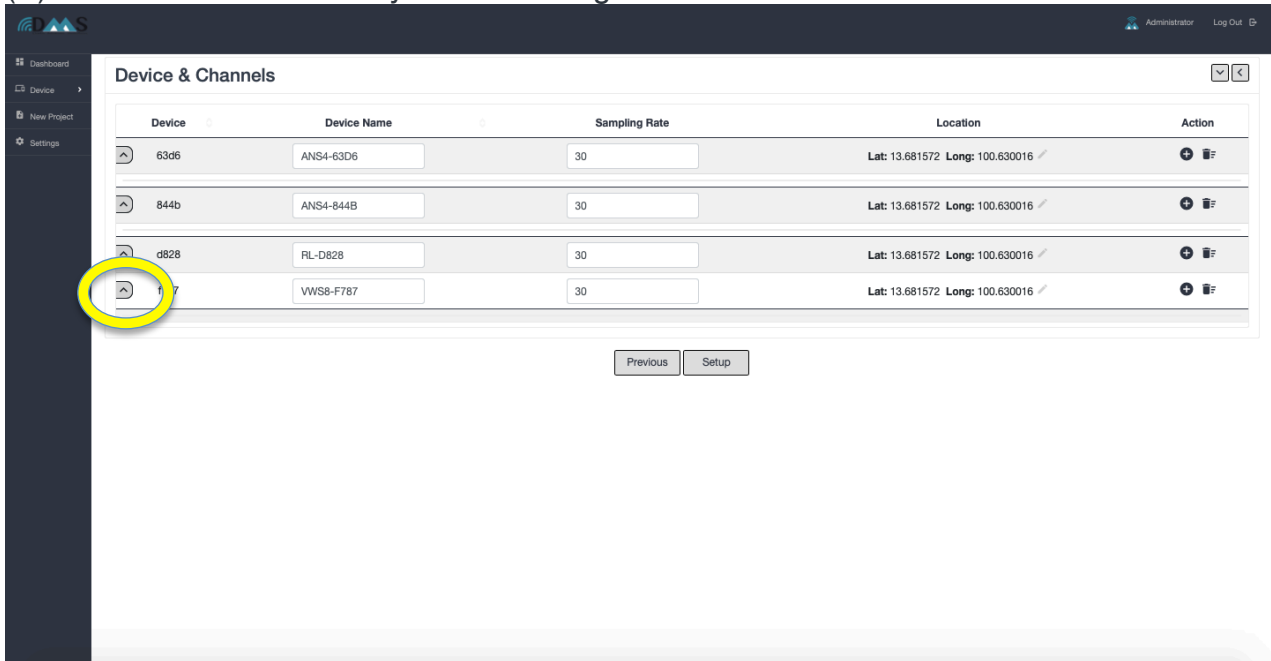 DMAS
Administrator Log Out
Dashboard
Device
New Project
Settings
Device & Channels
Device Device Name Sampling Rate Location Action
63d6 ANS4-63D6 30 Lat: 13.681572 Long: 100.630016
844b ANS4-844B 30 Lat: 13.681572 Long: 100.630016
d828 RL-D828 30 Lat: 13.681572 Long: 100.630016
VWS8-F787 30 Lat: 13.681572 Long: 100.630016
Previous Setup